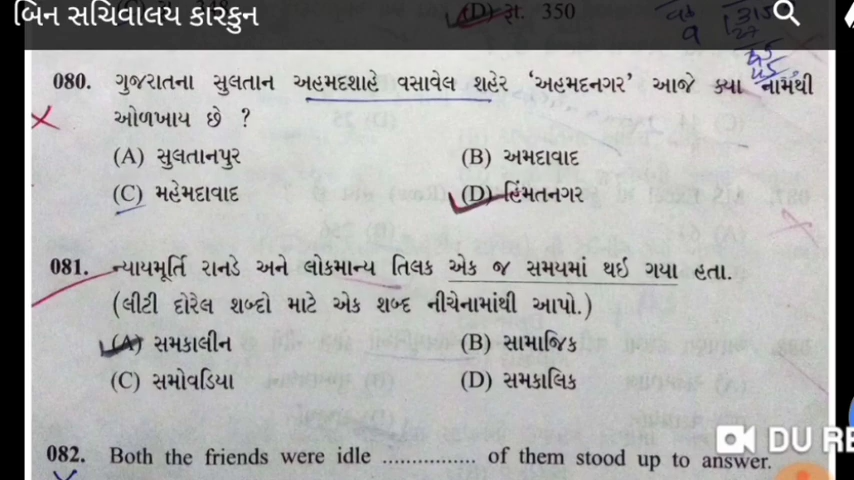 બિન સચિવાલય કારકુન
(D) રૂા. 350
080. ગુજરાતના સુલતાન અહમદશાહે વસાવેલ શહેર ‘અહમદનગર’ આજે ક્યા નામથી
ઓળખાય છે ?
(A) સુલતાનપુર (B) અમદાવાદ
(C) મહેમદાવાદ (D) હિંમતનગર
081. ન્યાયમૂર્તિ રાનડે અને લોકમાન્ય તિલક એક જ સમયમાં થઇ ગયા હતા.
(લીટી દોરેલ શબ્દો માટે એક શબ્દ નીચેનામાંથી આપો.)
(A) સમકાલીન (B) સામાજિક
(C) સમોવડિયા (D) સમકાલિક
082. Both the friends were idle ................ of them stood up to answer.
DU RE